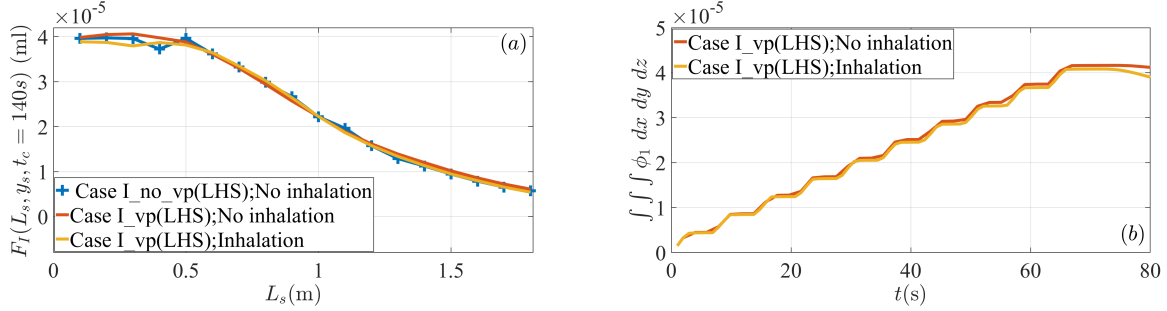 ×10⁻⁵
4
3
2
1
0
F_I(L_s, y_s, t_c = 140s) (ml)
(a)
Case I_no_vp(LHS);No inhalation
Case I_vp(LHS);No inhalation
Case I_vp(LHS);Inhalation
0 0.5 1 1.5
L_s(m)
×10⁻⁵
5
4
3
2
1
0
∫ ∫ ∫ ϕ₁ dx dy dz
Case I_vp(LHS);No inhalation
Case I_vp(LHS);Inhalation
(b)
0 20 40 60 80
t(s)